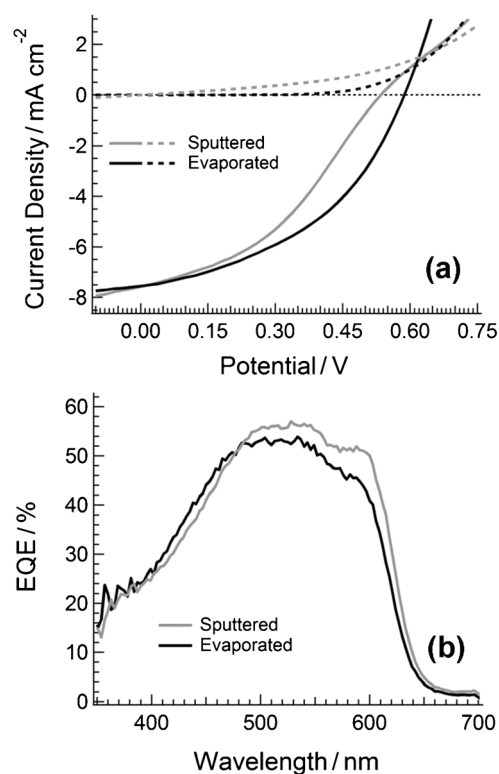 Current Density / mA cm⁻²
2
0
-2
-4
-6
-8
Sputtered
Evaporated
(a)
0.00 0.15 0.30 0.45 0.60 0.75
Potential / V
EQE / %
60
50
40
30
20
10
0
Sputtered
Evaporated
(b)
400 500 600 700
Wavelength / nm